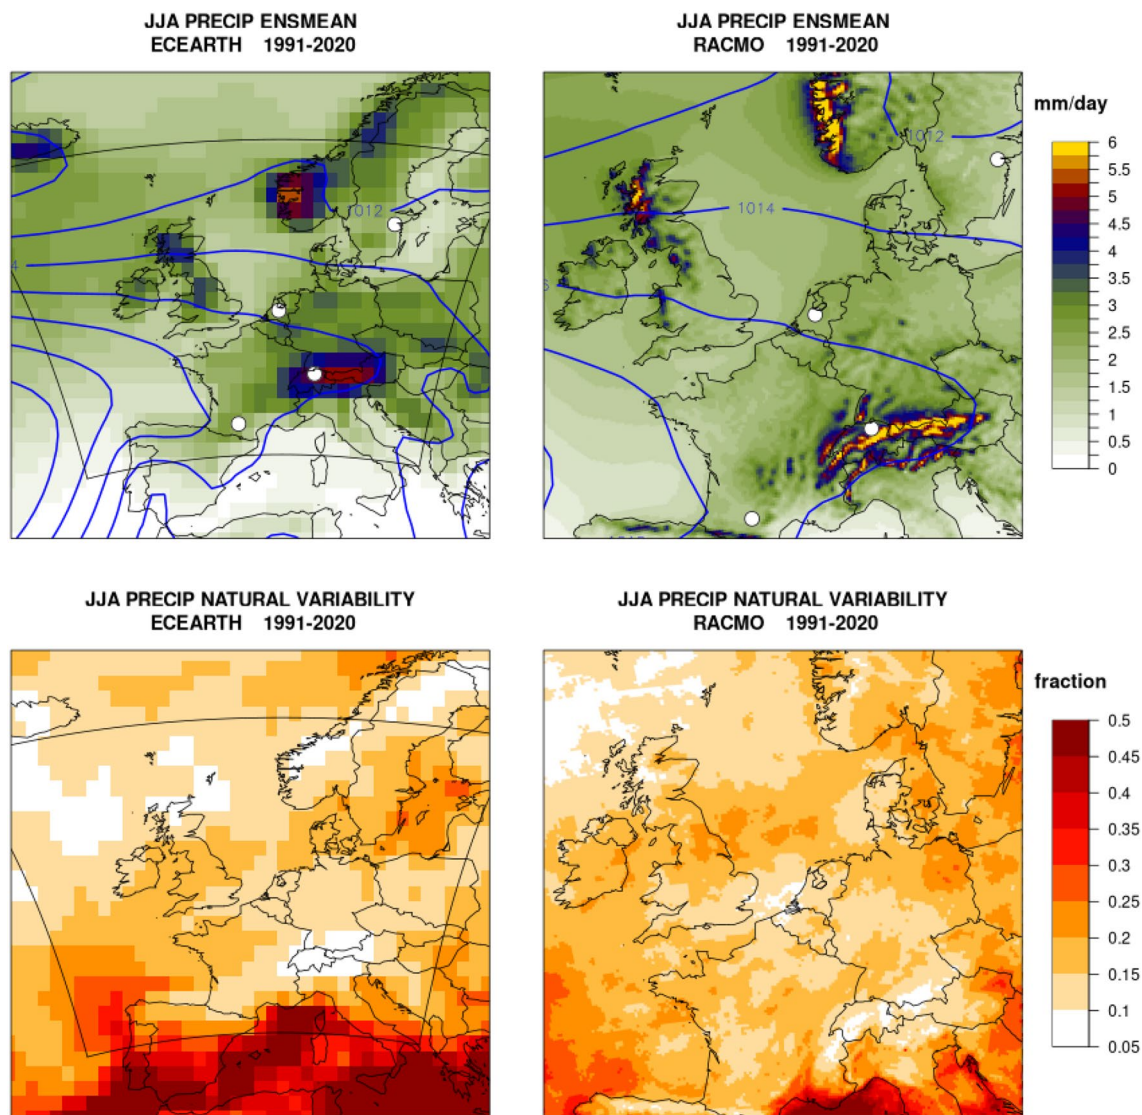 JJA PRECIP ENSMEAN
ECEARTH 1991-2020
JJA PRECIP ENSMEAN
RACMO 1991-2020
mm/day
6
5.5
5
4.5
4
3.5
3
2.5
2
1.5
1
0.5
0
1012
1012
1014
JJA PRECIP NATURAL VARIABILITY
ECEARTH 1991-2020
JJA PRECIP NATURAL VARIABILITY
RACMO 1991-2020
fraction
0.5
0.45
0.4
0.35
0.3
0.25
0.2
0.15
0.1
0.05